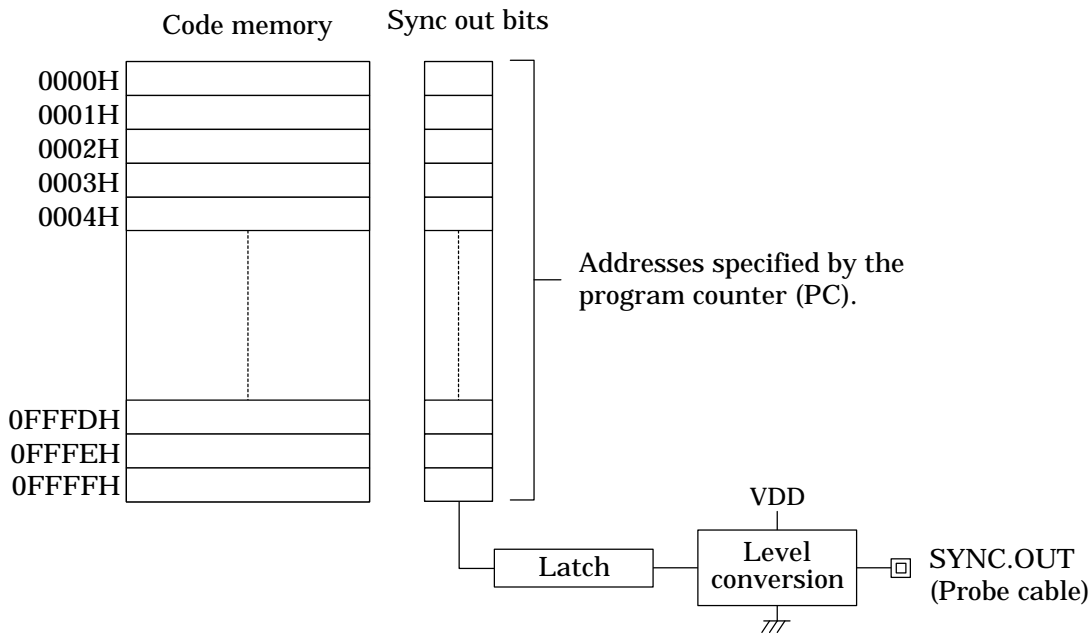 Code memory
Sync out bits
0000H
0001H
0002H
0003H
0004H
Addresses specified by the
program counter (PC).
0FFFDH
0FFFEH
0FFFFH
VDD
Latch
Level
conversion
SYNC.OUT
(Probe cable)